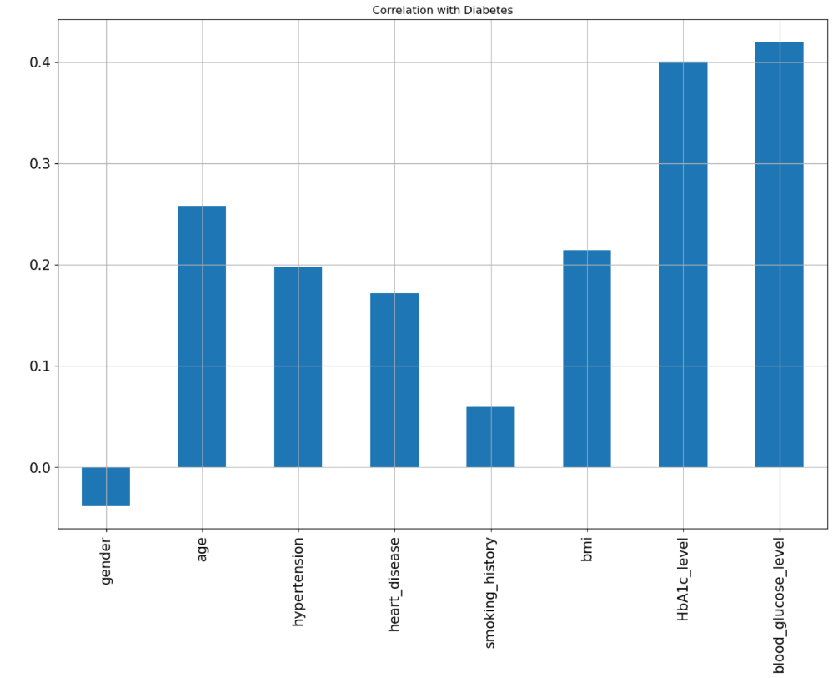 Correlation with Diabetes
0.4
0.3
0.2
0.1
0.0
gender
age
hypertension
heart_disease
smoking_history
bmi
HbA1c_level
blood_glucose_level